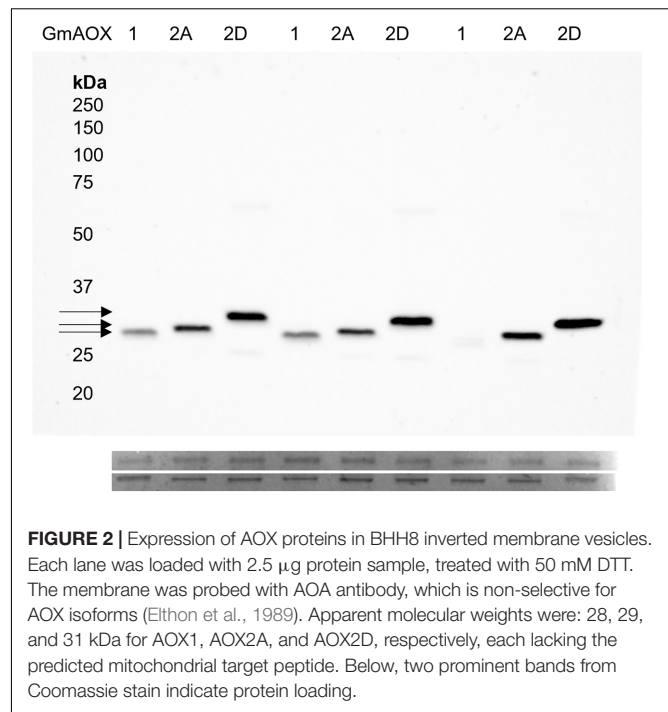 GmAOX 1 2A 2D 1 2A 2D 1 2A 2D
kDa
250
150
100
75
50
37
25
20
FIGURE 2 | Expression of AOX proteins in BHH8 inverted membrane vesicles.
Each lane was loaded with 2.5 μg protein sample, treated with 50 mM DTT.
The membrane was probed with AOA antibody, which is non-selective for
AOX isoforms (Elthon et al., 1989). Apparent molecular weights were: 28, 29,
and 31 kDa for AOX1, AOX2A, and AOX2D, respectively, each lacking the
predicted mitochondrial target peptide. Below, two prominent bands from
Coomassie stain indicate protein loading.